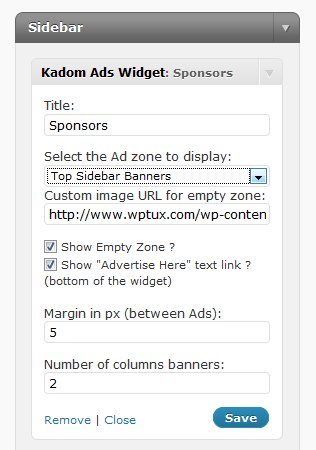 Sidebar
Kadom Ads Widget: Sponsors
Title:
Sponsors
Select the Ad zone to display:
Top Sidebar Banners
Custom image URL for empty zone:
http://www.wptux.com/wp-conten
Show Empty Zone ?
Show "Advertise Here" text link ?
(bottom of the widget)
Margin in px (between Ads):
5
Number of columns banners:
2
Remove | Close
Save